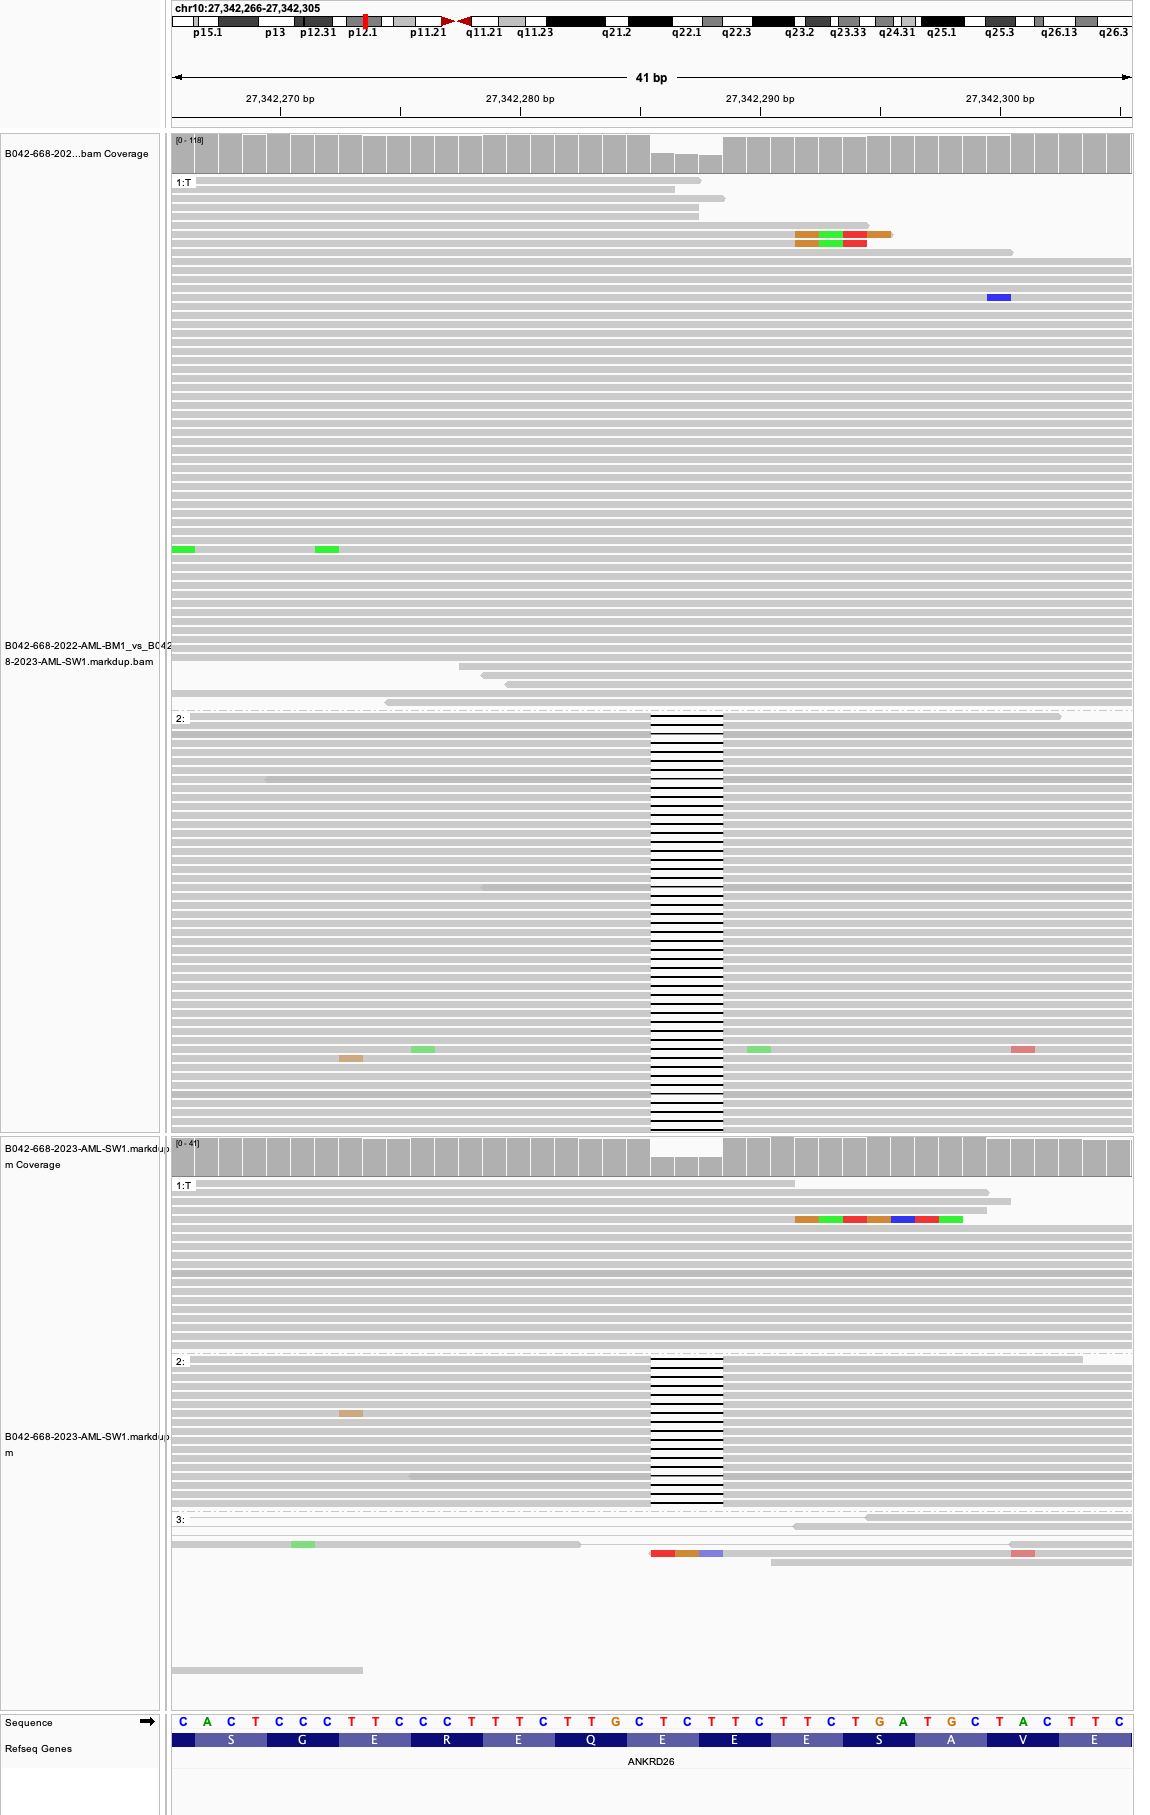 chr10:27,342,266-27,342,305
p15.1 p13 p12.31 p12.1 p11.21 q11.21 q11.23 q21.2 q22.1 q22.3 q23.2 q23.33 q24.31 q25.1 q25.3 q26.13 q26.3
41 bp
27,342,270 bp 27,342,280 bp 27,342,290 bp 27,342,300 bp
[0 - 118]
B042-668-202...bam Coverage
1:T
B042-668-2022-AML-BM1_vs_B042
8-2023-AML-SW1.markdup.bam
2:
[0 - 41]
B042-668-2023-AML-SW1.markdup
m Coverage
1:T
2:
B042-668-2023-AML-SW1.markdup
m
3:
Sequence C A C T C C C T T C C C T T T C T T G C T C T T C T T C T G A T G C T A C T T C
S G E R E Q E E E S A V E
Refseq Genes
ANKRD26